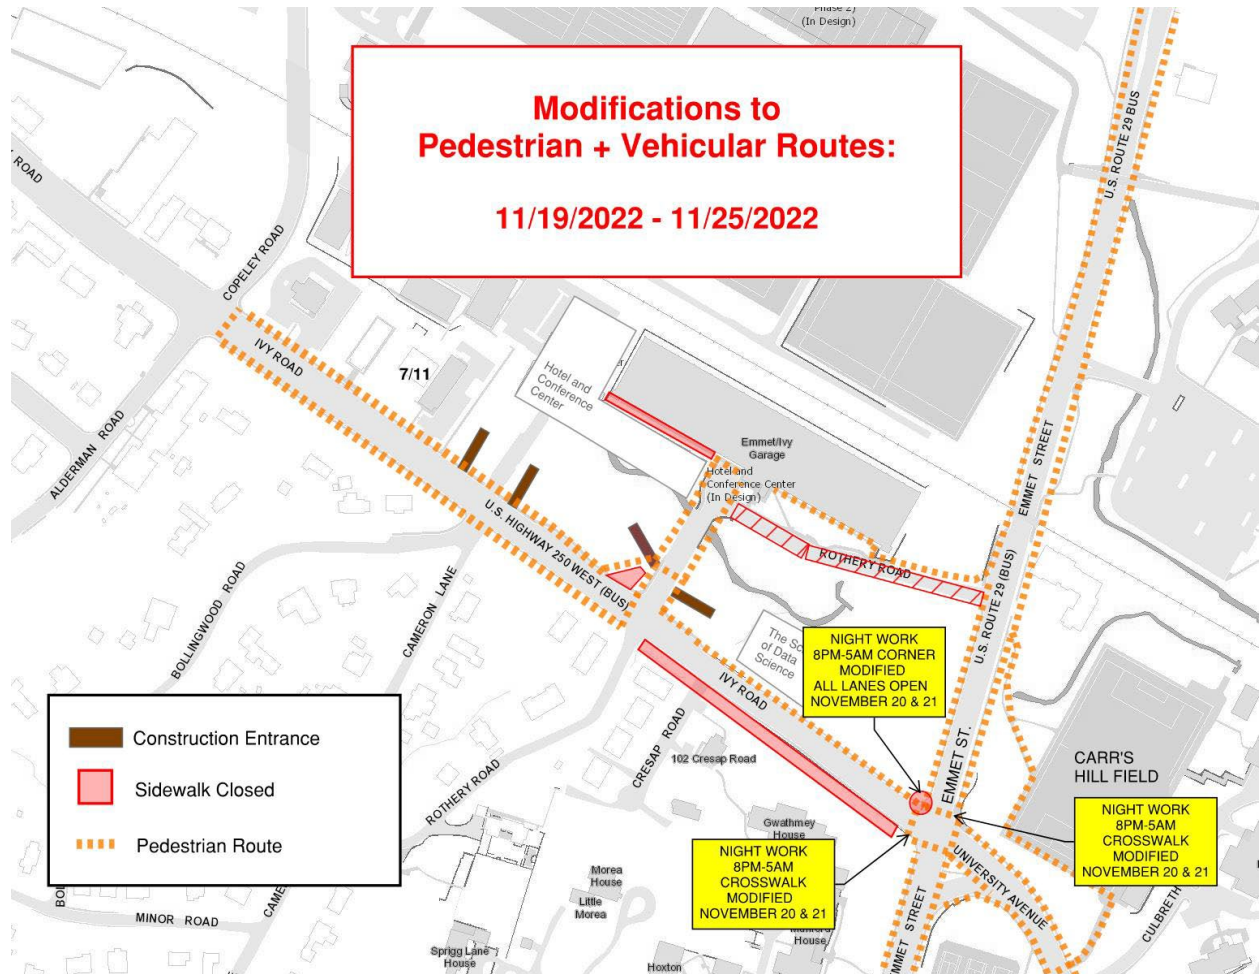 Phase 2)
(In Design)
Modifications to
Pedestrian + Vehicular Routes:
11/19/2022 - 11/25/2022
ROAD
COPELEY ROAD
U.S. ROUTE 29 BUS
IVY ROAD
7/11
Hotel and
Conference
Center
ALDERMAN ROAD
Emmet/Ivy
Garage
Hotel and
Conference Center
(In Design)
EMMET STREET
U.S. HIGHWAY 250 WEST (BUS)
ROTHERY ROAD
U.S. ROUTE 29 (BUS)
BOLLINGWOOD ROAD
CAMERON LANE
The
of Data
Science
NIGHT WORK
8PM-5AM CORNER
MODIFIED
ALL LANES OPEN
NOVEMBER 20 & 21
IVY ROAD
CRESAP ROAD
102 Cresap Road
EMMET ST.
CARR'S
HILL FIELD
Construction Entrance
Sidewalk Closed
Pedestrian Route
ROTHERY ROAD
Gwathmey
House
NIGHT WORK
8PM-5AM
CROSSWALK
MODIFIED
NOVEMBER 20 & 21
NIGHT WORK
8PM-5AM
CROSSWALK
MODIFIED
NOVEMBER 20 & 21
UNIVERSITY AVENUE
Morea
House
Little
Morea
MINOR ROAD
EMMET STREET
CULBRETH
Sprigg Lane
House
House
Hoxton